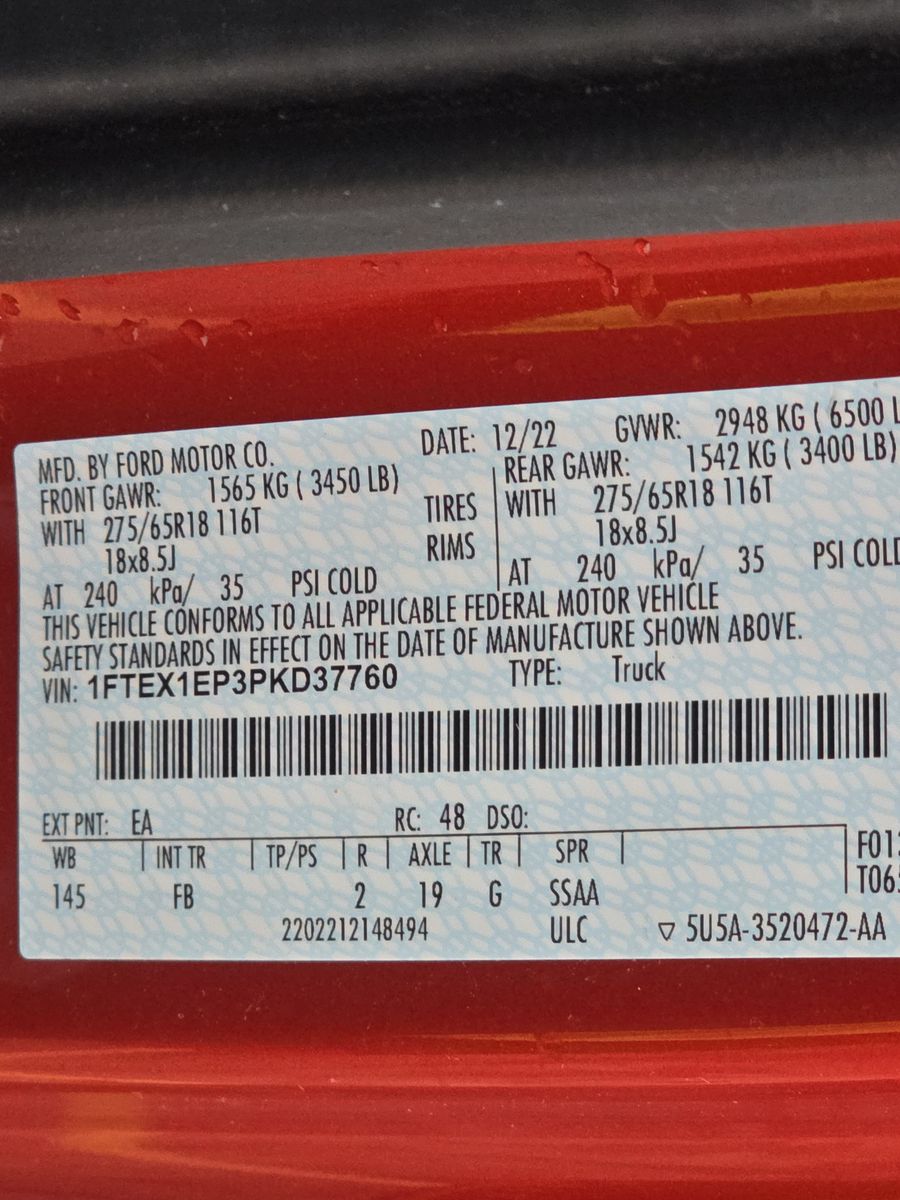 MFD. BY FORD MOTOR CO. DATE: 12/22 GVWR: 2948 KG ( 6500 L
FRONT GAWR: 1565 KG ( 3450 LB) REAR GAWR: 1542 KG ( 3400 LB)
WITH 275/65R18 116T TIRES WITH 275/65R18 116T
18x8.5J RIMS 18x8.5J
AT 240 kPa/ 35 PSI COLD AT 240 kPa/ 35 PSI COLD
THIS VEHICLE CONFORMS TO ALL APPLICABLE FEDERAL MOTOR VEHICLE
SAFETY STANDARDS IN EFFECT ON THE DATE OF MANUFACTURE SHOWN ABOVE.
VIN: 1FTEX1EP3PKD37760 TYPE: Truck
EXT PNT: EA RC: 48 DSO:
WB INT TR TP/PS R AXLE TR SPR F01
145 FB 2 19 G SSAA T06
2202212148494 ULC ▽ 5U5A-3520472-AA